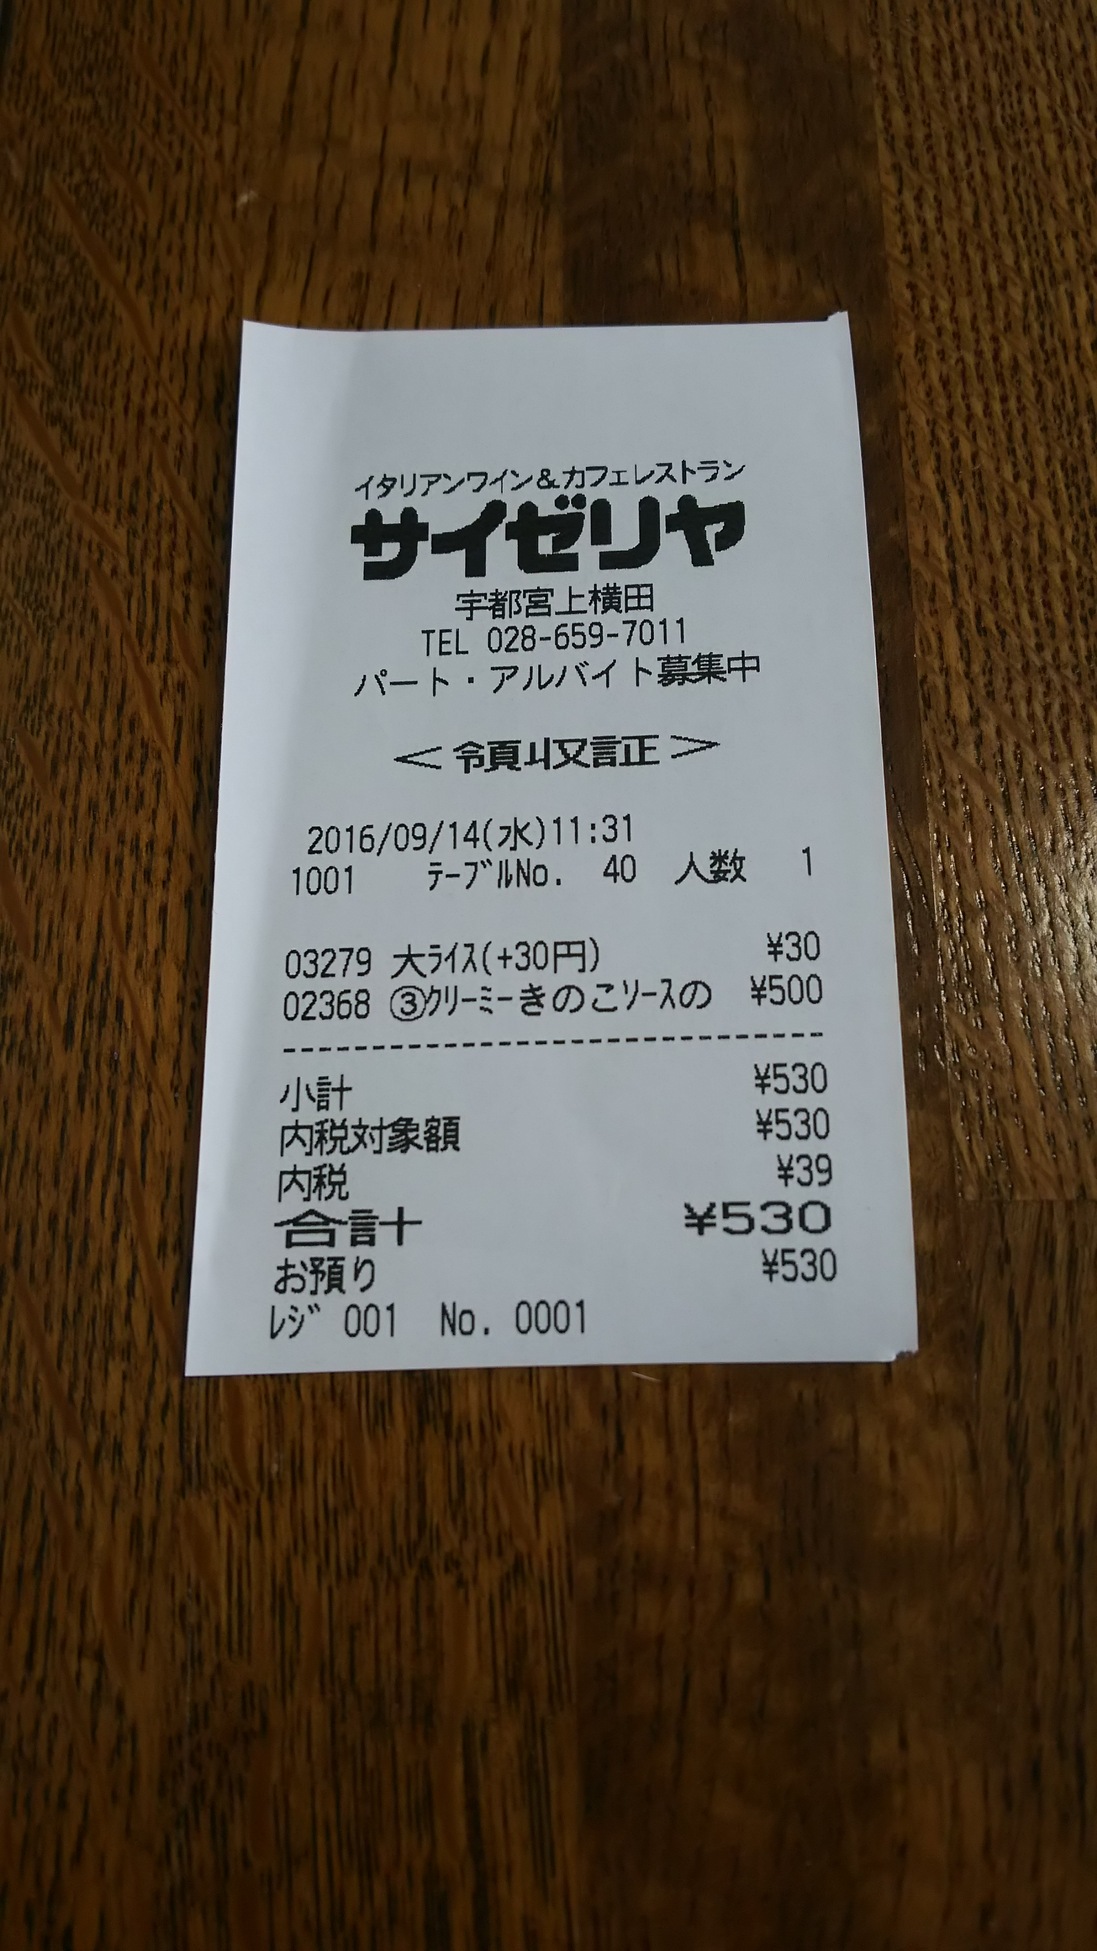 イタリアンワイン&カフェレストラン
サイゼリヤ
宇都宮上横田
TEL 028-659-7011
パート・アルバイト募集中
＜領収証＞
2016/09/14(水)11:31
1001 ﾃｰﾌﾞﾙNo. 40 人数 1
03279 大ﾗｲｽ(+30円) ¥30
02368 ③ｸﾘｰﾐｰきのこｿｰｽの ¥500
小計 ¥530
内税対象額 ¥530
内税 ¥39
合計 ¥530
お預り ¥530
ﾚｼﾞ 001 No. 0001